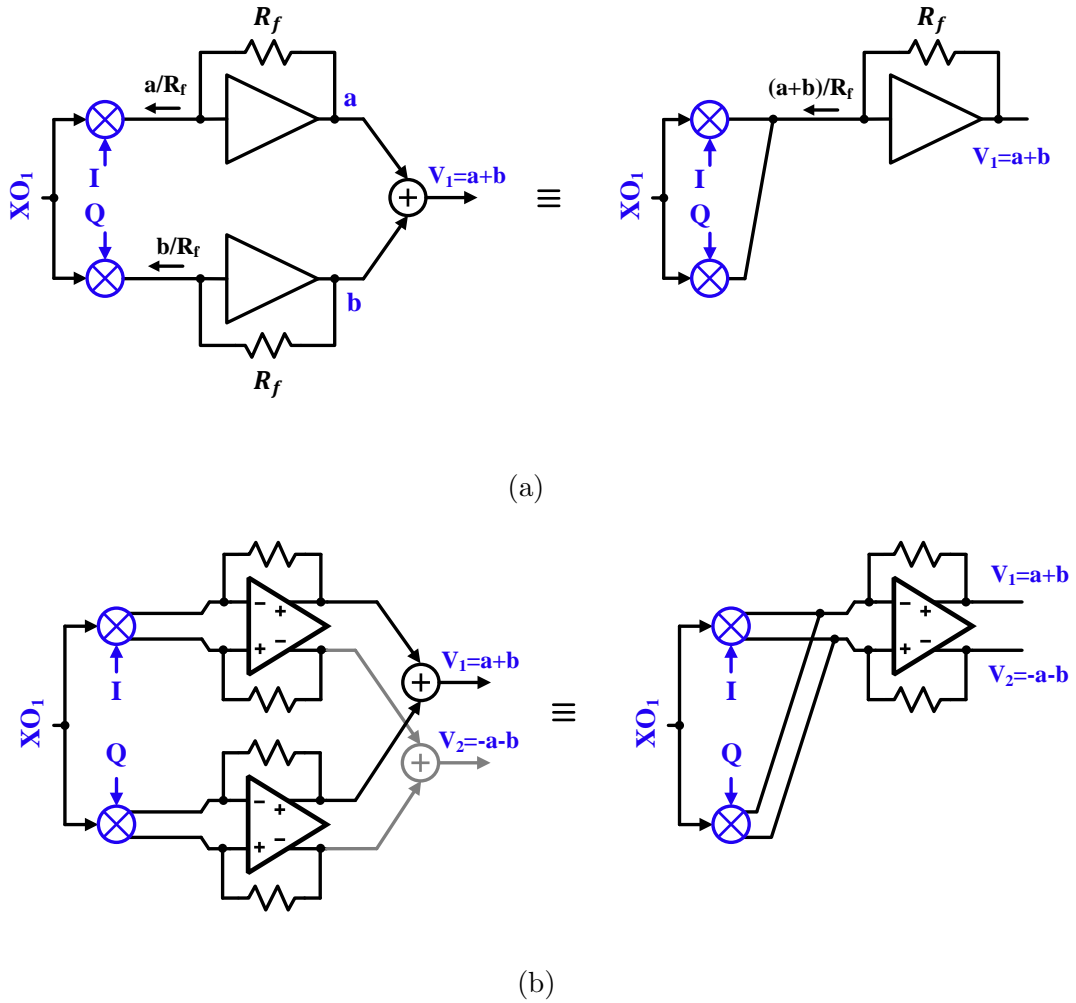 R_f
a/R_f
a
XO_1
I
Q
V_1=a+b
b/R_f
b
R_f
≡
R_f
(a+b)/R_f
XO_1
I
Q
V_1=a+b
(a)
XO_1
I
Q
− +
+ −
− +
+ −
V_1=a+b
V_2=-a-b
≡
XO_1
I
Q
− +
+ −
V_1=a+b
V_2=-a-b
(b)